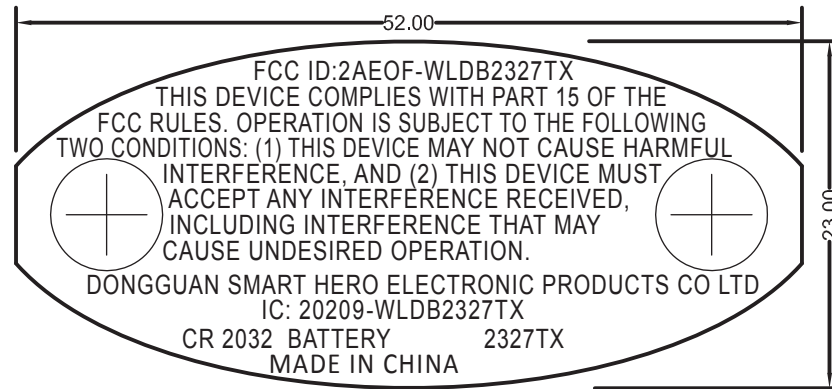 52.00
FCC ID:2AEOF-WLDB2327TX
THIS DEVICE COMPLIES WITH PART 15 OF THE
FCC RULES. OPERATION IS SUBJECT TO THE FOLLOWING
TWO CONDITIONS: (1) THIS DEVICE MAY NOT CAUSE HARMFUL
INTERFERENCE, AND (2) THIS DEVICE MUST
ACCEPT ANY INTERFERENCE RECEIVED,
INCLUDING INTERFERENCE THAT MAY
CAUSE UNDESIRED OPERATION.
23.00
DONGGUAN SMART HERO ELECTRONIC PRODUCTS CO LTD
IC: 20209-WLDB2327TX
CR 2032 BATTERY 2327TX
MADE IN CHINA